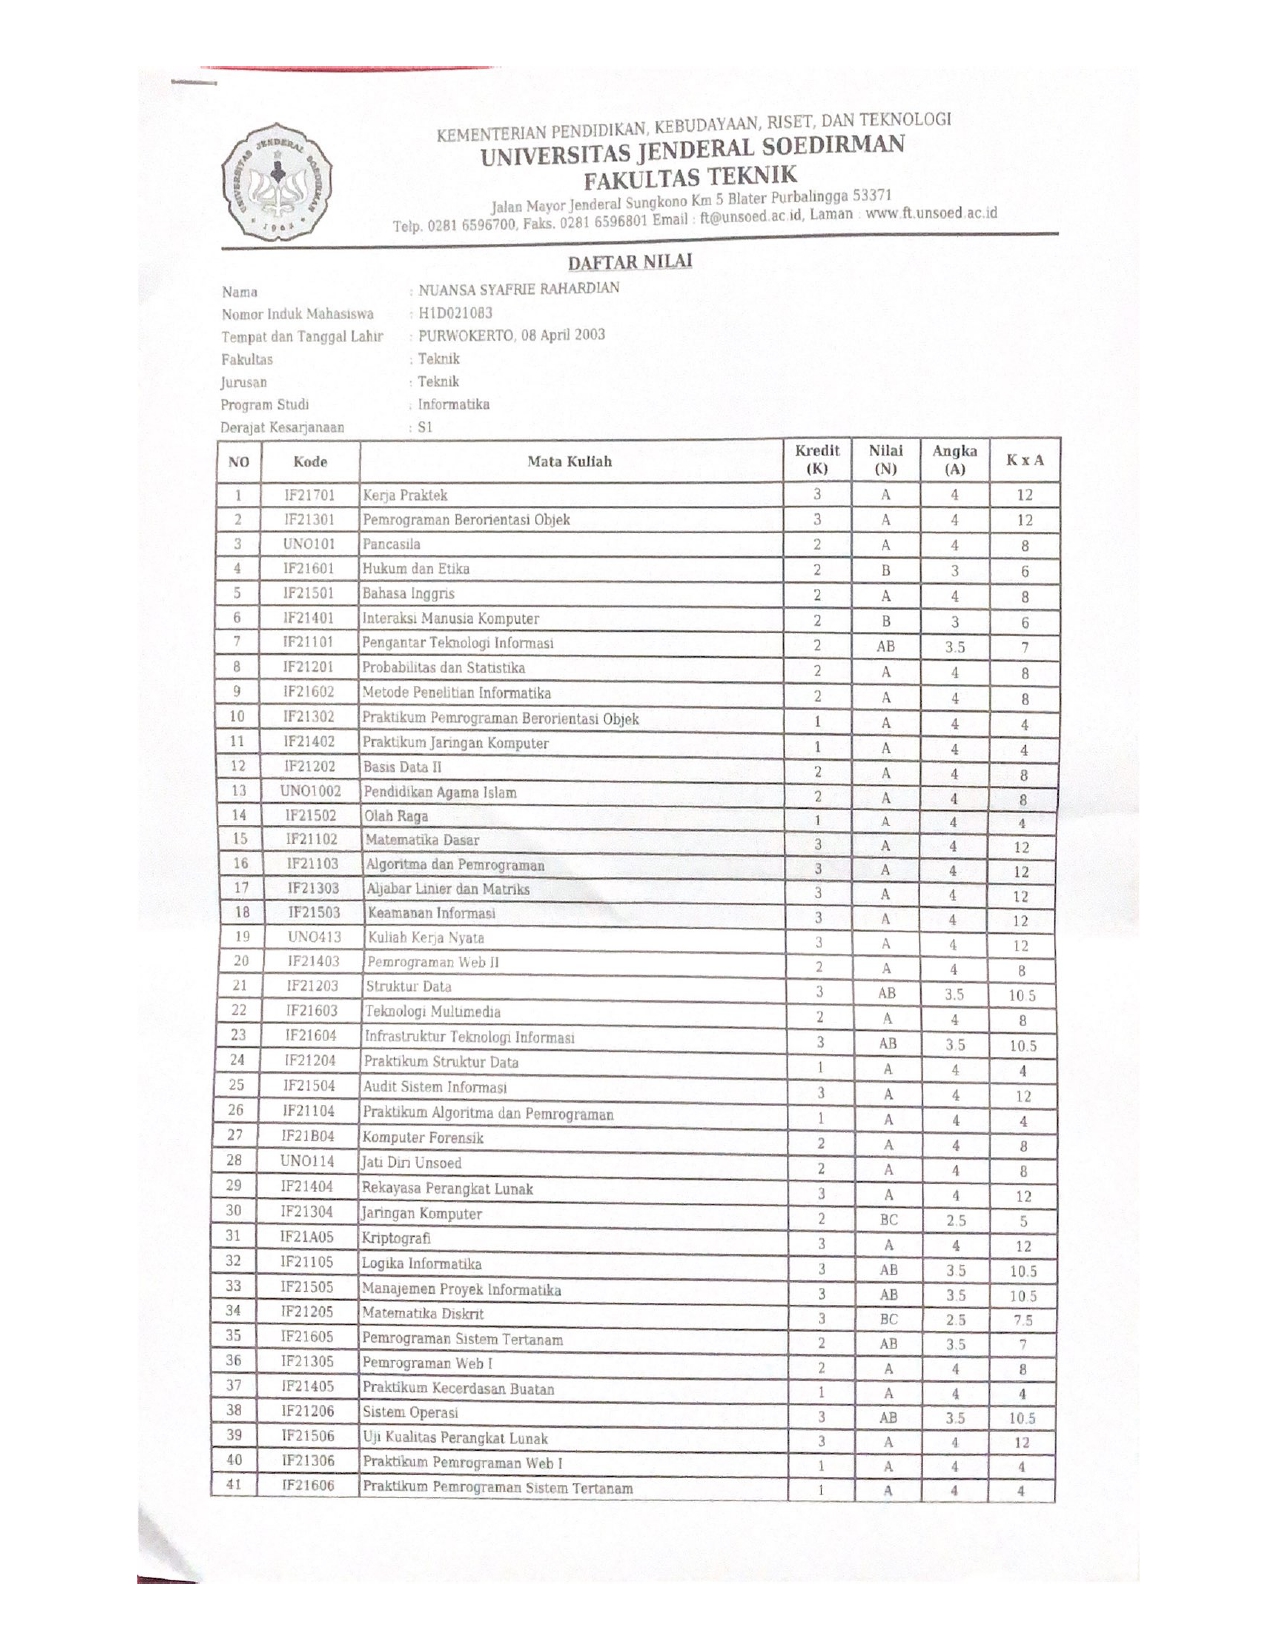 KEMENTERIAN PENDIDIKAN, KEBUDAYAAN, RISET, DAN TEKNOLOGI
UNIVERSITAS JENDERAL SOEDIRMAN
FAKULTAS TEKNIK
Jalan Mayor Jenderal Sungkono Km 5 Blater Purbalingga 53371
Telp. 0281 6596700, Faks. 0281 6596801 Email : ft@unsoed.ac.id, Laman : www.ft.unsoed.ac.id
UNIVERSITAS JENDERAL SOEDIRMAN
* 1963 *
DAFTAR NILAI
Nama : NUANSA SYAFRIE RAHARDIAN
Nomor Induk Mahasiswa : H1D021083
Tempat dan Tanggal Lahir : PURWOKERTO, 08 April 2003
Fakultas : Teknik
Jurusan : Teknik
Program Studi : Informatika
Derajat Kesarjanaan : S1
NO Kode Mata Kuliah Kredit (K) Nilai (N) Angka (A) K x A
1 IF21701 Kerja Praktek 3 A 4 12
2 IF21301 Pemrograman Berorientasi Objek 3 A 4 12
3 UNO101 Pancasila 2 A 4 8
4 IF21601 Hukum dan Etika 2 B 3 6
5 IF21501 Bahasa Inggris 2 A 4 8
6 IF21401 Interaksi Manusia Komputer 2 B 3 6
7 IF21101 Pengantar Teknologi Informasi 2 AB 3.5 7
8 IF21201 Probabilitas dan Statistika 2 A 4 8
9 IF21602 Metode Penelitian Informatika 2 A 4 8
10 IF21302 Praktikum Pemrograman Berorientasi Objek 1 A 4 4
11 IF21402 Praktikum Jaringan Komputer 1 A 4 4
12 IF21202 Basis Data II 2 A 4 8
13 UNO1002 Pendidikan Agama Islam 2 A 4 8
14 IF21502 Olah Raga 1 A 4 4
15 IF21102 Matematika Dasar 3 A 4 12
16 IF21103 Algoritma dan Pemrograman 3 A 4 12
17 IF21303 Aljabar Linier dan Matriks 3 A 4 12
18 IF21503 Keamanan Informasi 3 A 4 12
19 UNO413 Kuliah Kerja Nyata 3 A 4 12
20 IF21403 Pemrograman Web II 2 A 4 8
21 IF21203 Struktur Data 3 AB 3.5 10.5
22 IF21603 Teknologi Multimedia 2 A 4 8
23 IF21604 Infrastruktur Teknologi Informasi 3 AB 3.5 10.5
24 IF21204 Praktikum Struktur Data 1 A 4 4
25 IF21504 Audit Sistem Informasi 3 A 4 12
26 IF21104 Praktikum Algoritma dan Pemrograman 1 A 4 4
27 IF21B04 Komputer Forensik 2 A 4 8
28 UNO114 Jati Diri Unsoed 2 A 4 8
29 IF21404 Rekayasa Perangkat Lunak 3 A 4 12
30 IF21304 Jaringan Komputer 2 BC 2.5 5
31 IF21A05 Kriptografi 3 A 4 12
32 IF21105 Logika Informatika 3 AB 3.5 10.5
33 IF21505 Manajemen Proyek Informatika 3 AB 3.5 10.5
34 IF21205 Matematika Diskrit 3 BC 2.5 7.5
35 IF21605 Pemrograman Sistem Tertanam 2 AB 3.5 7
36 IF21305 Pemrograman Web I 2 A 4 8
37 IF21405 Praktikum Kecerdasan Buatan 1 A 4 4
38 IF21206 Sistem Operasi 3 AB 3.5 10.5
39 IF21506 Uji Kualitas Perangkat Lunak 3 A 4 12
40 IF21306 Praktikum Pemrograman Web I 1 A 4 4
41 IF21606 Praktikum Pemrograman Sistem Tertanam 1 A 4 4